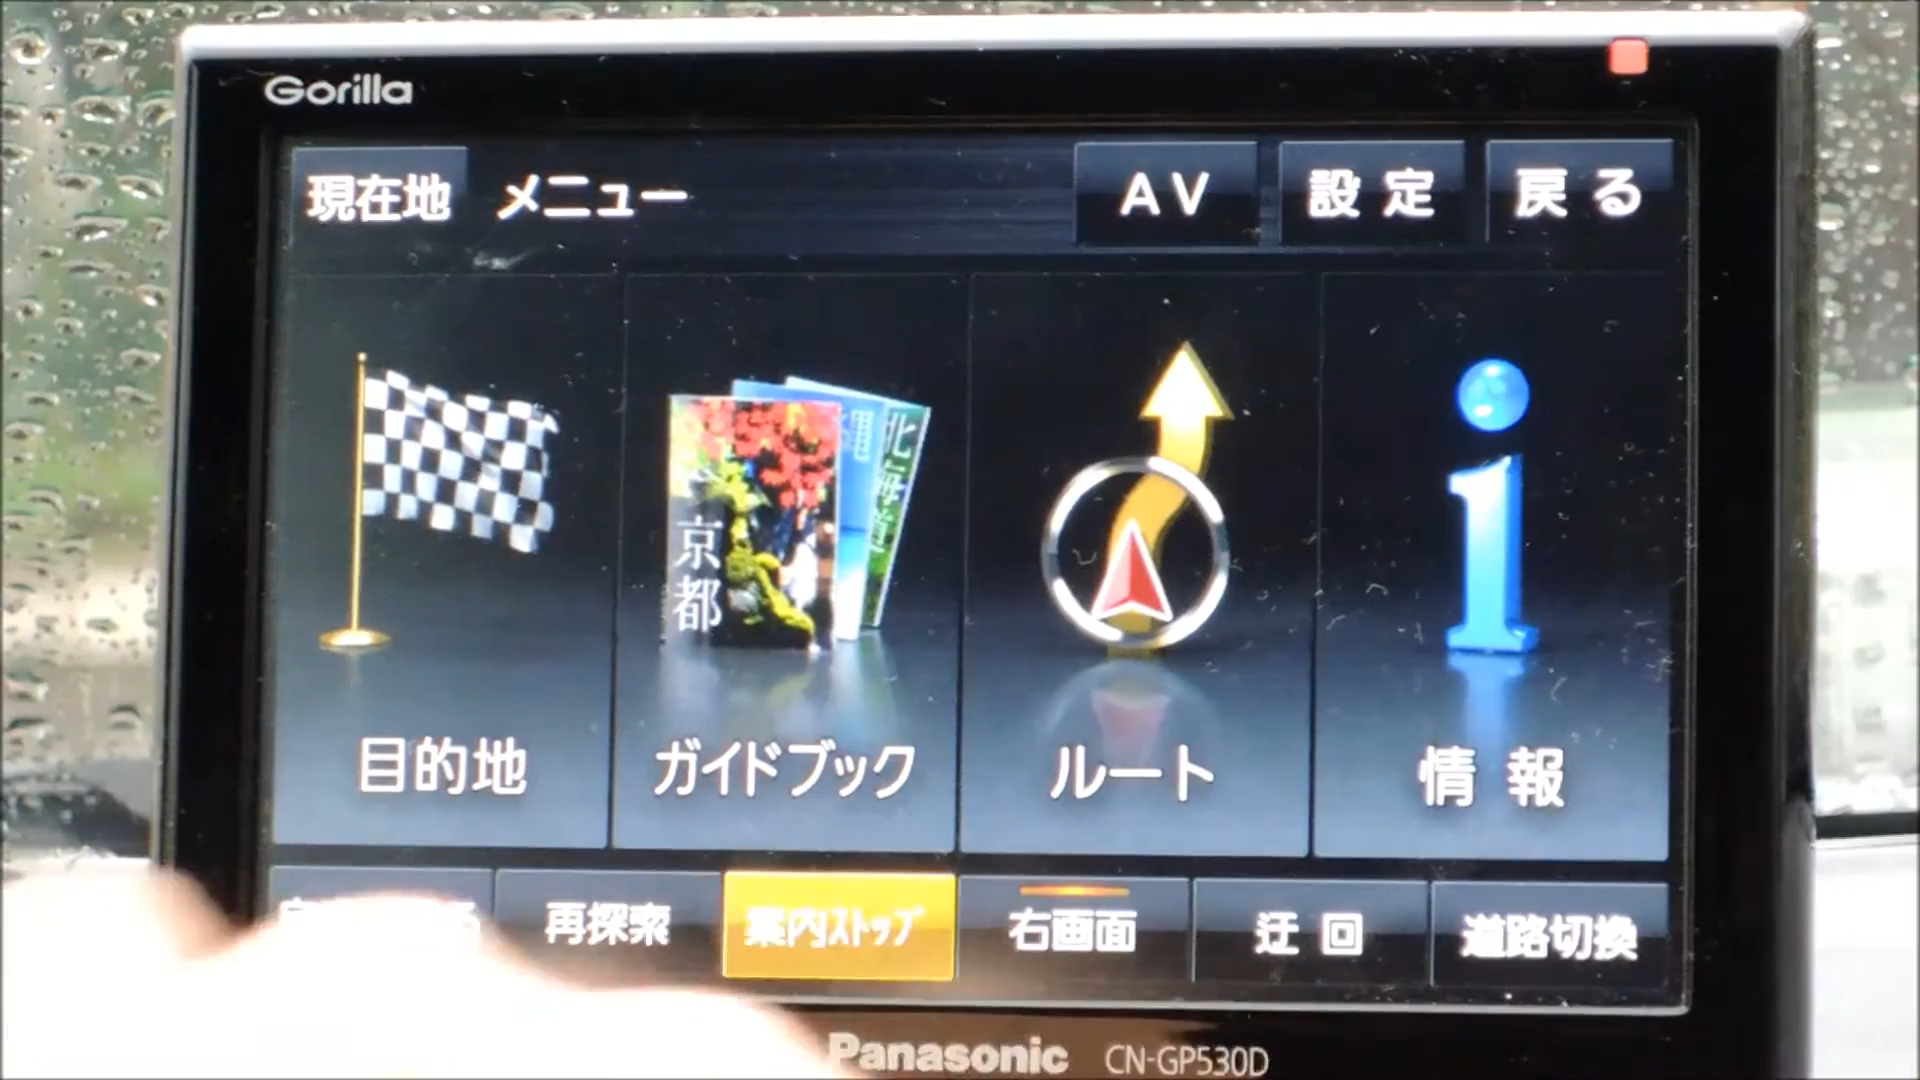 Gorilla
現在地 メニュー AV 設定 戻る
京都 北海道
目的地 ガイドブック ルート 情報
再探索 案内ストップ 右画面 迂回 道路切換
Panasonic CN-GP530D